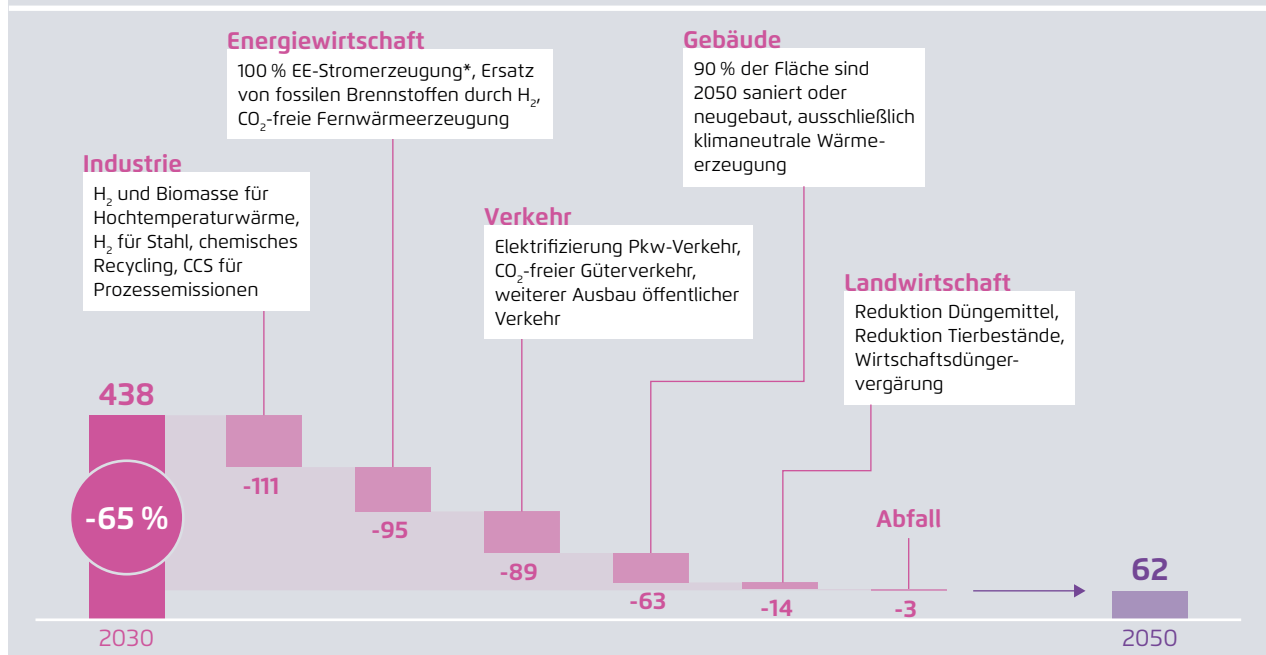 Energiewirtschaft
100 % EE-Stromerzeugung*, Ersatz
von fossilen Brennstoffen durch H₂,
CO₂-freie Fernwärmeerzeugung
Gebäude
90 % der Fläche sind
2050 saniert oder
neugebaut, ausschließlich
klimaneutrale Wärme-
erzeugung
Industrie
H₂ und Biomasse für
Hochtemperaturwärme,
H₂ für Stahl, chemisches
Recycling, CCS für
Prozessemissionen
Verkehr
Elektrifizierung Pkw-Verkehr,
CO₂-freier Güterverkehr,
weiterer Ausbau öffentlicher
Verkehr
Landwirtschaft
Reduktion Düngemittel,
Reduktion Tierbestände,
Wirtschaftsdünger-
vergärung
438
-65 %
-111
-95
-89
-63
-14
Abfall
-3
62
2030
2050